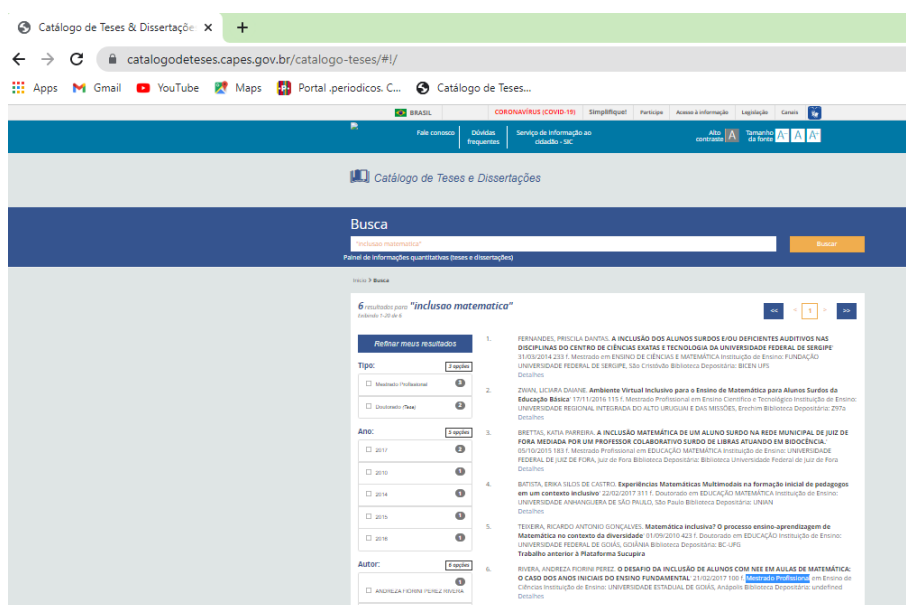 Catálogo de Teses & Dissertaçõe
catalogodeteses.capes.gov.br/catalogo-teses/#!/
Apps Gmail YouTube Maps Portal .periodicos. C... Catálogo de Teses...
BRASIL CORONAVÍRUS (COVID-19) Simplifique! Participe Acesso à informação Legislação Canais
Fale conosco Dúvidas frequentes Serviço de Informação ao cidadão - SIC Alto contraste A Tamanho da fonte A- A A+
Catálogo de Teses e Dissertações
Busca
"inclusao matematica" Buscar
Painel de informações quantitativas (teses e dissertações)
Início > Busca
6 resultados para "inclusao matematica"
Exibindo 1-20 de 6
<< < 1 > >>
Refinar meus resultados
Tipo: 2 opções
Mestrado Profissional
Doutorado (Tese) 2
Ano: 5 opções
2017 2
2010 1
2014 1
2015 1
2016 1
Autor: 6 opções
1
ANDREZA FIORINI PEREZ RIVERA
1. FERNANDES, PRISCILA DANTAS. A INCLUSÃO DOS ALUNOS SURDOS E/OU DEFICIENTES AUDITIVOS NAS
DISCIPLINAS DO CENTRO DE CIÊNCIAS EXATAS E TECNOLOGIA DA UNIVERSIDADE FEDERAL DE SERGIPE'
31/03/2014 233 f. Mestrado em ENSINO DE CIÊNCIAS E MATEMÁTICA Instituição de Ensino: FUNDAÇÃO
UNIVERSIDADE FEDERAL DE SERGIPE, São Cristóvão Biblioteca Depositária: BICEN UFS
Detalhes
2. ZWAN, LICIARA DAIANE. Ambiente Virtual Inclusivo para o Ensino de Matemática para Alunos Surdos da
Educação Básica' 17/11/2016 115 f. Mestrado Profissional em Ensino Científico e Tecnológico Instituição de Ensino:
UNIVERSIDADE REGIONAL INTEGRADA DO ALTO URUGUAI E DAS MISSÕES, Erechim Biblioteca Depositária: Z97a
Detalhes
3. BRETTAS, KATIA PARREIRA. A INCLUSÃO MATEMÁTICA DE UM ALUNO SURDO NA REDE MUNICIPAL DE JUIZ DE
FORA MEDIADA POR UM PROFESSOR COLABORATIVO SURDO DE LIBRAS ATUANDO EM BIDOCÊNCIA.'
05/10/2015 183 f. Mestrado Profissional em EDUCAÇÃO MATEMÁTICA Instituição de Ensino: UNIVERSIDADE
FEDERAL DE JUIZ DE FORA, Juiz de Fora Biblioteca Depositária: Biblioteca Universidade Federal de Juiz de Fora
Detalhes
4. BATISTA, ERIKA SILOS DE CASTRO. Experiências Matemáticas Multimodais na formação inicial de pedagogos
em um contexto inclusivo' 22/02/2017 311 f. Doutorado em EDUCAÇÃO MATEMÁTICA Instituição de Ensino:
UNIVERSIDADE ANHANGUERA DE SÃO PAULO, São Paulo Biblioteca Depositária: UNIAN
Detalhes
5. TEIXEIRA, RICARDO ANTONIO GONÇALVES. Matemática inclusiva? O processo ensino-aprendizagem de
Matemática no contexto da diversidade' 01/09/2010 423 f. Doutorado em EDUCAÇÃO Instituição de Ensino:
UNIVERSIDADE FEDERAL DE GOIÁS, GOIÂNIA Biblioteca Depositária: BC-UFG
Trabalho anterior à Plataforma Sucupira
6. RIVERA, ANDREZA FIORINI PEREZ. O DESAFIO DA INCLUSÃO DE ALUNOS COM NEE EM AULAS DE MATEMÁTICA:
O CASO DOS ANOS INICIAIS DO ENSINO FUNDAMENTAL' 21/02/2017 100 f. Mestrado Profissional em Ensino de
Ciências Instituição de Ensino: UNIVERSIDADE ESTADUAL DE GOIÁS, Anápolis Biblioteca Depositária: undefined
Detalhes